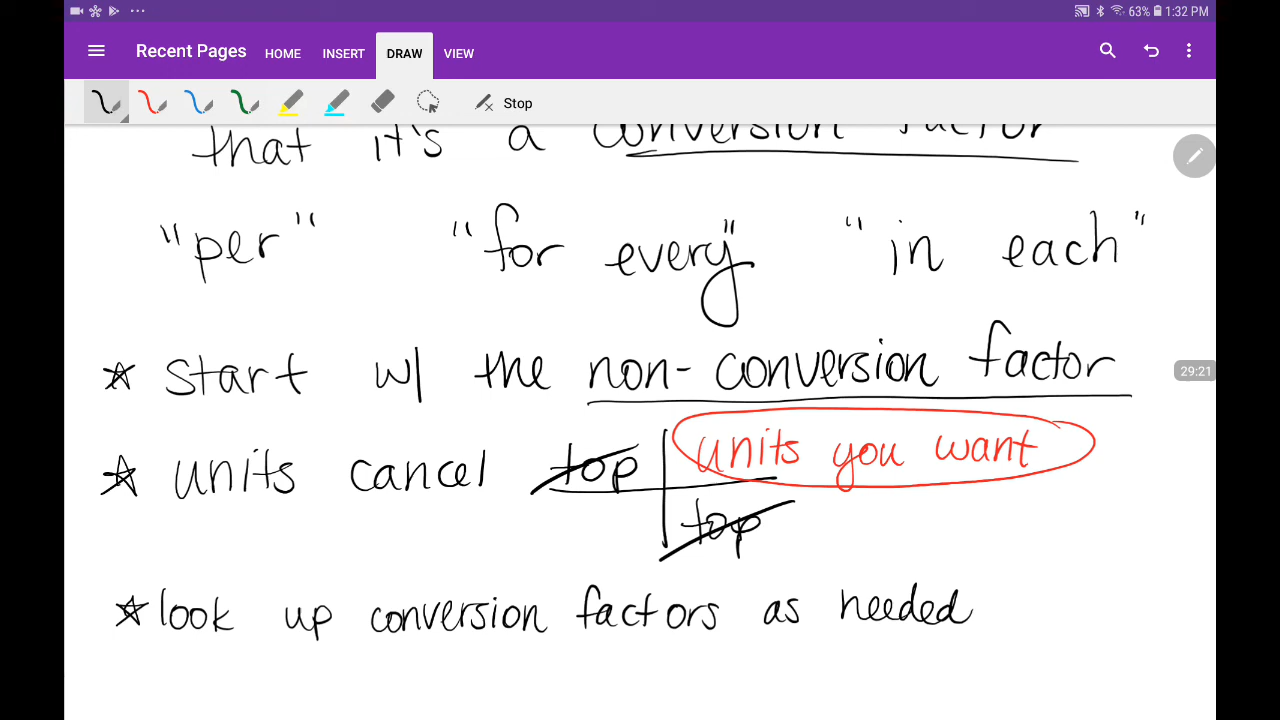 63% 1:32 PM
Recent Pages HOME INSERT DRAW VIEW
Stop
that it's a conversion factor
"per" "for every" "in each"
start w/ the non-conversion factor
29:21
units cancel top units you want
top
look up conversion factors as needed